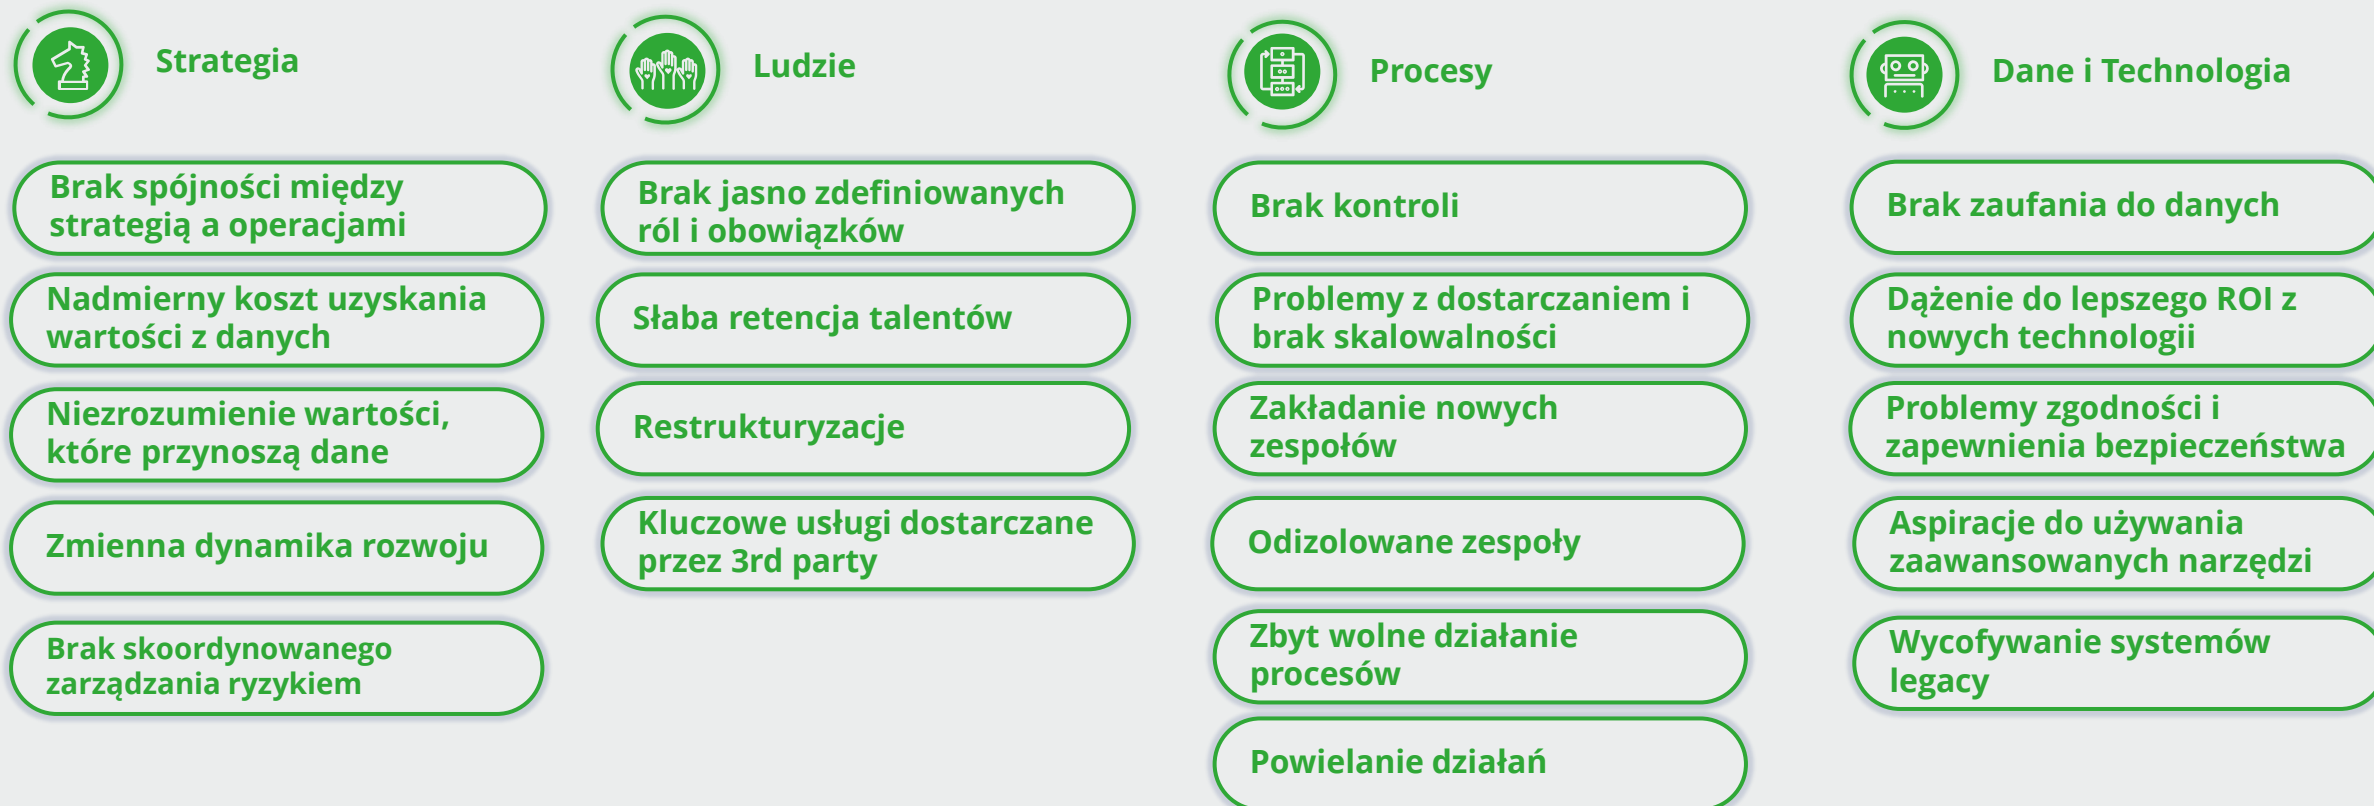 Strategia
Brak spójności między
strategią a operacjami
Nadmierny koszt uzyskania
wartości z danych
Niezrozumienie wartości,
które przynoszą dane
Zmienna dynamika rozwoju
Brak skoordynowanego
zarządzania ryzykiem
Ludzie
Brak jasno zdefiniowanych
ról i obowiązków
Słaba retencja talentów
Restrukturyzacje
Kluczowe usługi dostarczane
przez 3rd party
Procesy
Brak kontroli
Problemy z dostarczaniem i
brak skalowalności
Zakładanie nowych
zespołów
Odizolowane zespoły
Zbyt wolne działanie
procesów
Powielanie działań
Dane i Technologia
Brak zaufania do danych
Dążenie do lepszego ROI z
nowych technologii
Problemy zgodności i
zapewnienia bezpieczeństwa
Aspiracje do używania
zaawansowanych narzędzi
Wycofywanie systemów
legacy